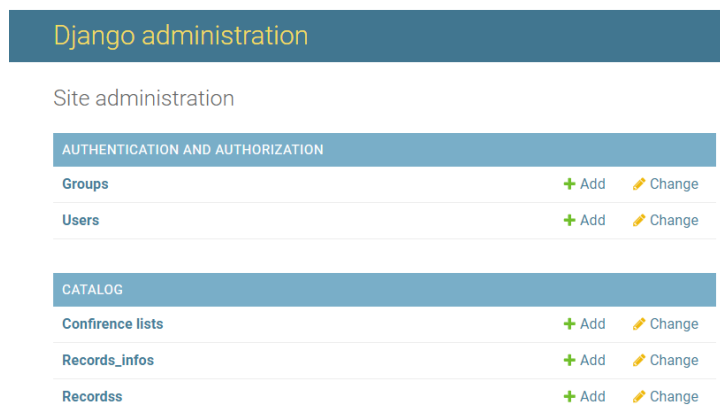 Django administration
Site administration
AUTHENTICATION AND AUTHORIZATION
Groups Add Change
Users Add Change
CATALOG
Confirence lists Add Change
Records_infos Add Change
Recordss Add Change